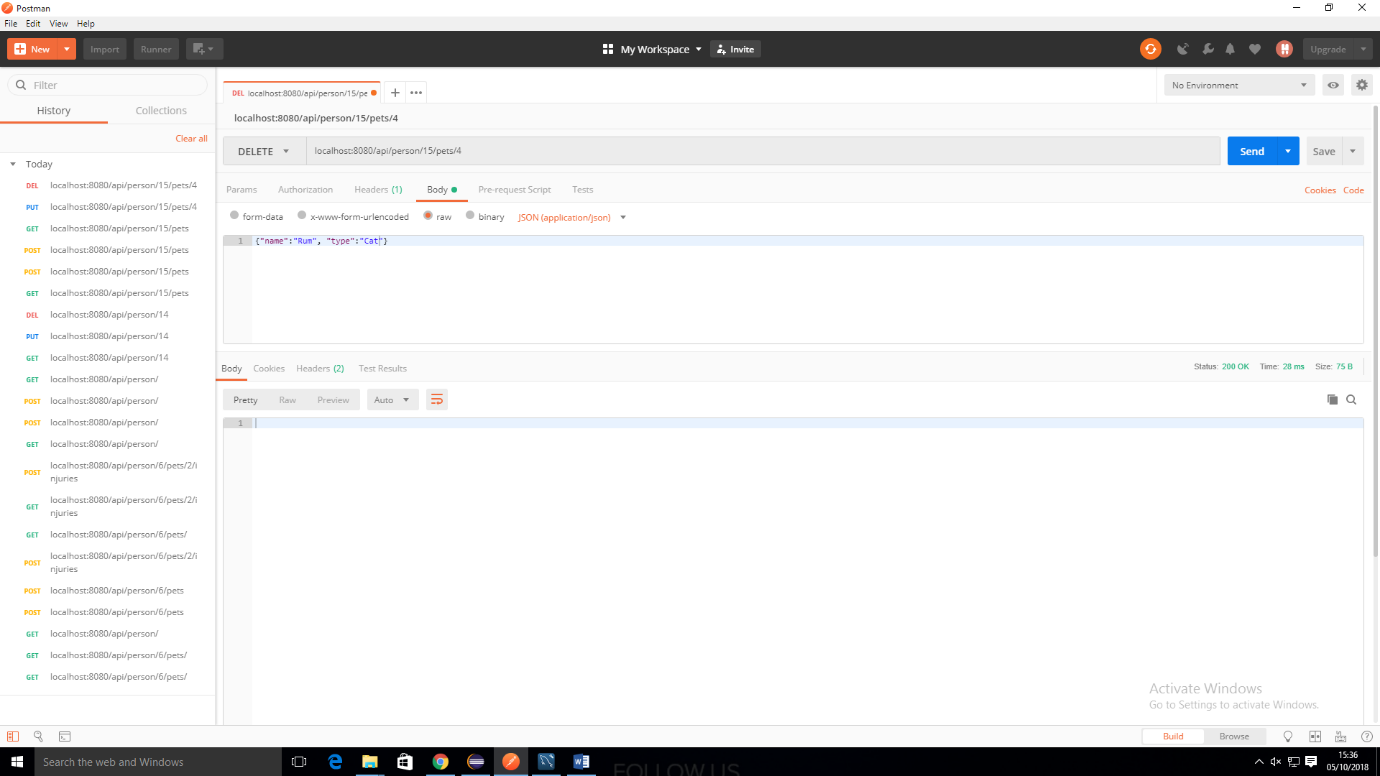 Postman
File Edit View Help
New Import Runner My Workspace Invite Upgrade
Filter
History Collections
Clear all
Today
DEL localhost:8080/api/person/15/pets/4
PUT localhost:8080/api/person/15/pets/4
GET localhost:8080/api/person/15/pets
POST localhost:8080/api/person/15/pets
POST localhost:8080/api/person/15/pets
GET localhost:8080/api/person/15/pets
DEL localhost:8080/api/person/14
PUT localhost:8080/api/person/14
GET localhost:8080/api/person/14
GET localhost:8080/api/person/
POST localhost:8080/api/person/
POST localhost:8080/api/person/
GET localhost:8080/api/person/
POST localhost:8080/api/person/6/pets/2/i
njuries
GET localhost:8080/api/person/6/pets/2/i
njuries
GET localhost:8080/api/person/6/pets/
POST localhost:8080/api/person/6/pets/2/i
njuries
POST localhost:8080/api/person/6/pets
POST localhost:8080/api/person/6/pets
GET localhost:8080/api/person/
GET localhost:8080/api/person/6/pets/
GET localhost:8080/api/person/6/pets/
DEL localhost:8080/api/person/15/pe + •••
No Environment
localhost:8080/api/person/15/pets/4
DELETE localhost:8080/api/person/15/pets/4 Send Save
Params Authorization Headers (1) Body Pre-request Script Tests Cookies Code
form-data x-www-form-urlencoded raw binary JSON (application/json)
1 {"name":"Rum", "type":"Cat"}
Body Cookies Headers (2) Test Results Status: 200 OK Time: 28 ms Size: 75 B
Pretty Raw Preview Auto
1
Activate Windows
Go to Settings to activate Windows.
Build Browse
Search the web and Windows
FOLLOW US
15:36
05/10/2018